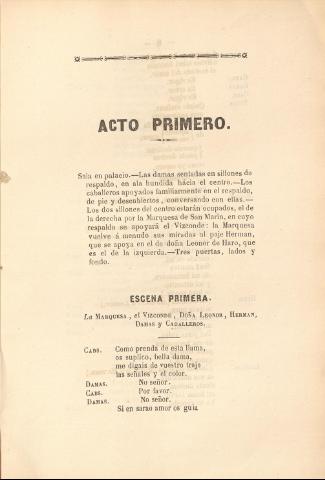 ACTO PRIMERO.
Sala en palacio.—Las damas sentadas en sillones de
respaldo, en ala hundida hácia el centro.—Los
caballeros apoyados familiarmente en el respaldo,
de pie y descubiertos, conversando con ellas.—
Los dos sillones del centro estarán ocupados, el de
la derecha por la Marquesa de San Marin, en cuyo
respaldo se apoyará el Vizconde: la Marquesa
vuelve á menudo sus miradas al paje Herman,
que se apoya en el de doña Leonor de Haro, que
es el de la izquierda.—Tres puertas, lados y
fondo.
ESCENA PRIMERA.
La MARQUESA, el VIZCONDE, DOÑA LEONOR, HERMAN,
DAMAS y CABALLEROS.
CABS. Como prenda de esta llama,
os suplico, bella dama,
me digais de vuestro traje
las señales y el color.
DAMAS. No señor.
CABS. Por favor.
DAMAS. No señor.
Si en sarao amor os guia